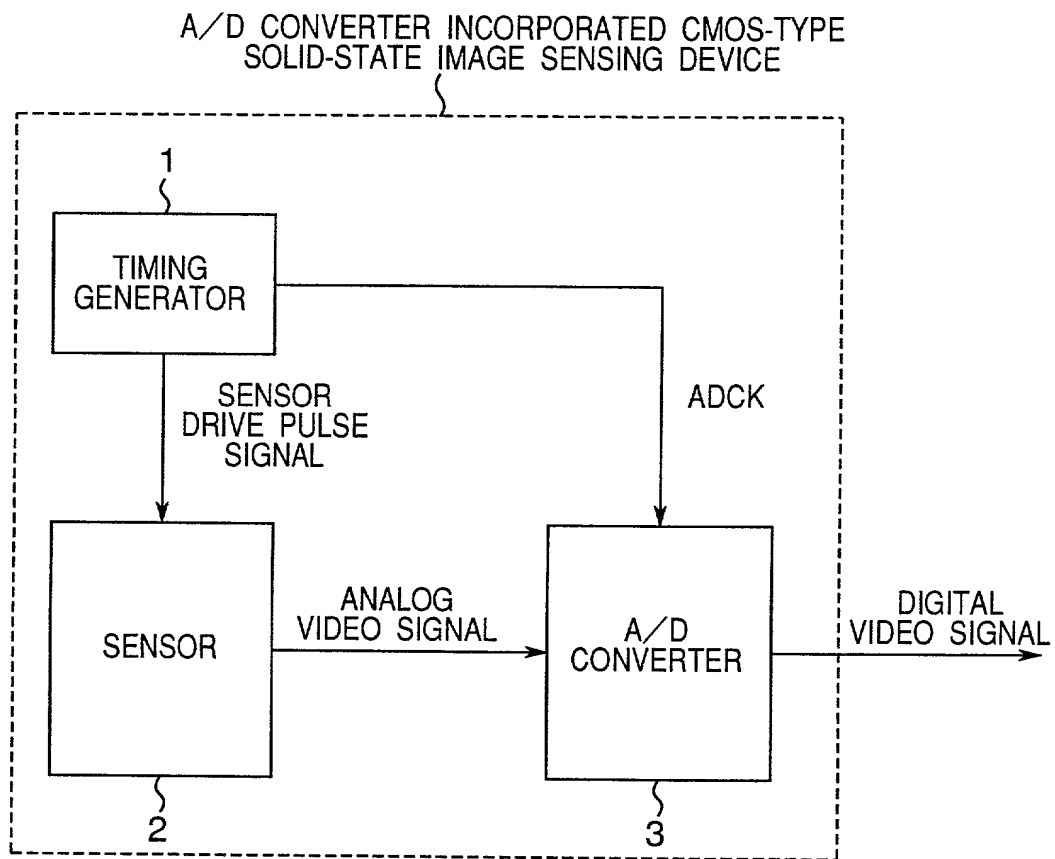 A/D CONVERTER INCORPORATED CMOS-TYPE
SOLID-STATE IMAGE SENSING DEVICE
1
TIMING
GENERATOR
SENSOR
DRIVE PULSE
SIGNAL
ADCK
SENSOR
ANALOG
VIDEO SIGNAL
A/D
CONVERTER
DIGITAL
VIDEO SIGNAL
2
3